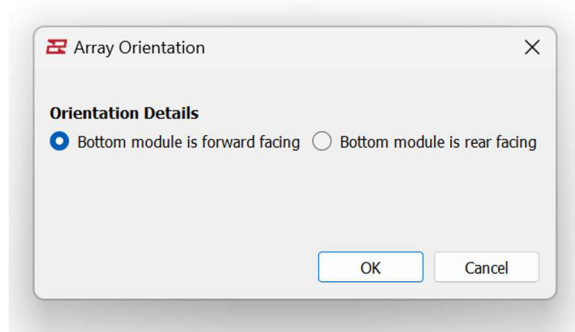 Array Orientation
Orientation Details
Bottom module is forward facing Bottom module is rear facing
OK Cancel